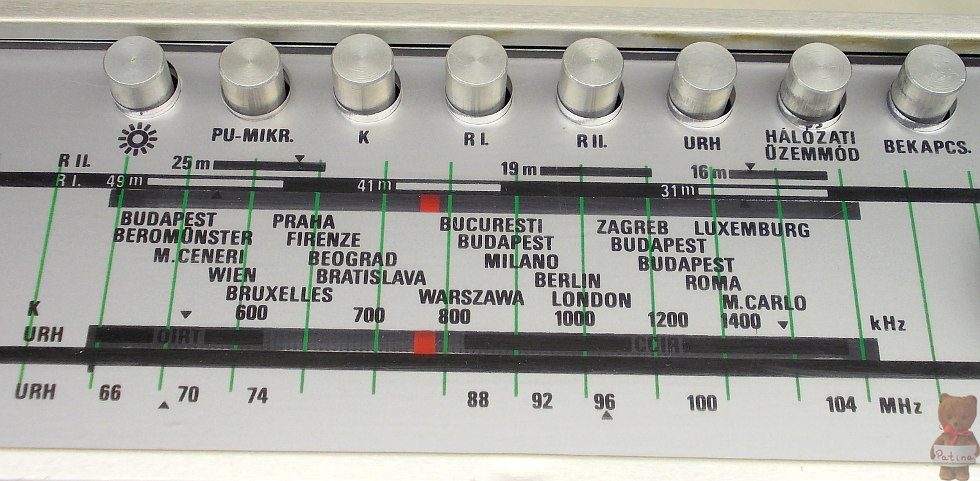 PU-MIKR. K R I. R II. URH HÁLÓZATI ÜZEMMÓD BEKAPCS.
R II. 25 m 19 m 16 m
R I. 49 m 41 m 31 m
BUDAPEST PRAHA BUCURESTI ZAGREB LUXEMBURG
BEROMÜNSTER FIRENZE BUDAPEST BUDAPEST
M.CENERI BEOGRAD MILANO BUDAPEST
WIEN BRATISLAVA BERLIN ROMA
BRUXELLES WARSZAWA LONDON M.CARLO
K 600 700 800 1000 1200 1400 kHz
URH OIRT CCIR
URH 66 70 74 88 92 96 100 104 MHz
Patina